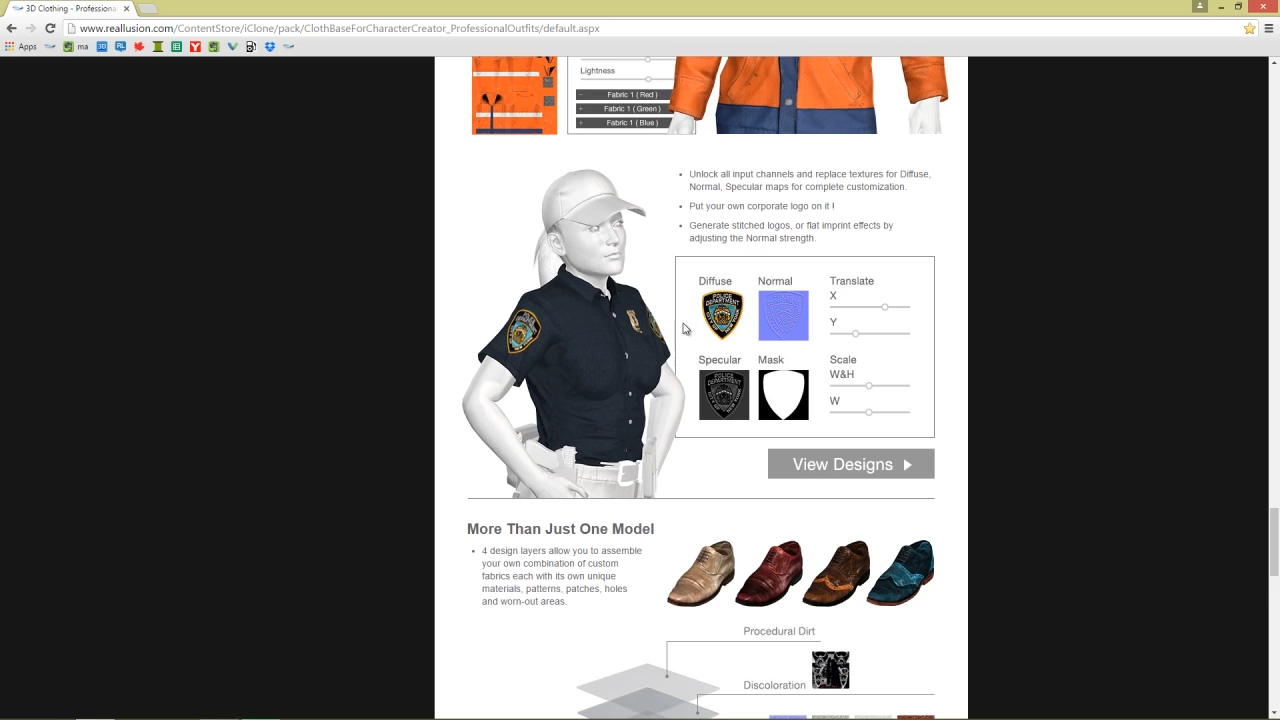 3D Clothing - Professional
www.reallusion.com/ContentStore/iClone/pack/ClothBaseForCharacterCreator_ProfessionalOutfits/default.aspx
Apps
ma
Lightness
Fabric 1 ( Red )
Fabric 1 ( Green )
Fabric 1 ( Blue )
• Unlock all input channels and replace textures for Diffuse,
Normal, Specular maps for complete customization.
• Put your own corporate logo on it !
• Generate stitched logos, or flat imprint effects by
adjusting the Normal strength.
Diffuse
Normal
Translate
X
Y
POLICE
DEPARTMENT
Specular
Mask
Scale
W&H
W
POLICE
DEPARTMENT
View Designs
More Than Just One Model
• 4 design layers allow you to assemble
your own combination of custom
fabrics each with its own unique
materials, patterns, patches, holes
and worn-out areas.
Procedural Dirt
Discoloration